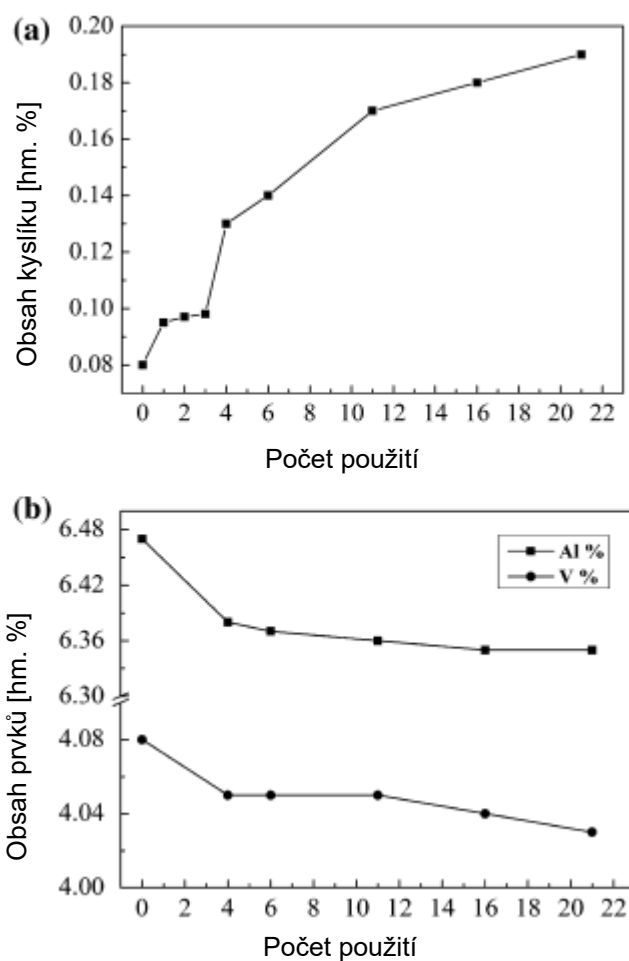 (a)
0.20
0.18
0.16
0.14
0.12
0.10
0.08
Obsah kyslíku [hm. %]
0 2 4 6 8 10 12 14 16 18 20 22
Počet použití
(b)
6.48
6.42
6.36
6.30
4.08
4.04
4.00
Al %
V %
Obsah prvků [hm. %]
0 2 4 6 8 10 12 14 16 18 20 22
Počet použití